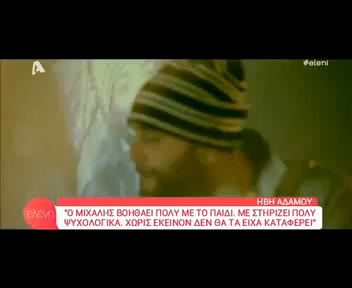 #eleni
ΗΒΗ ΑΔΑΜΟΥ
ελενη
"Ο ΜΙΧΑΛΗΣ ΒΟΗΘΑΕΙ ΠΟΛΥ ΜΕ ΤΟ ΠΑΙΔΙ. ΜΕ ΣΤΗΡΙΖΕΙ ΠΟΛΥ
ΨΥΧΟΛΟΓΙΚΑ. ΧΩΡΙΣ ΕΚΕΙΝΟΝ ΔΕΝ ΘΑ ΤΑ ΕΙΧΑ ΚΑΤΑΦΕΡΕΙ"